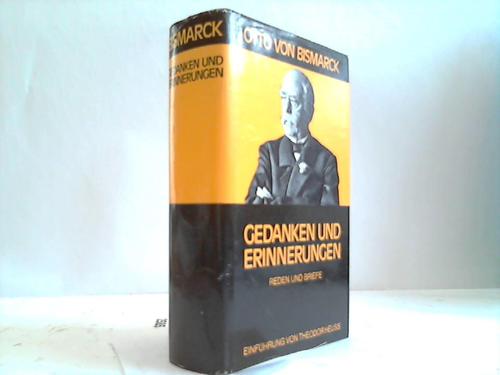 BISMARCK
GEDANKEN UND
ERINNERUNGEN
OTTO VON BISMARCK
GEDANKEN UND
ERINNERUNGEN
REDEN UND BRIEFE
EINFÜHRUNG VON THEODOR HEUSS